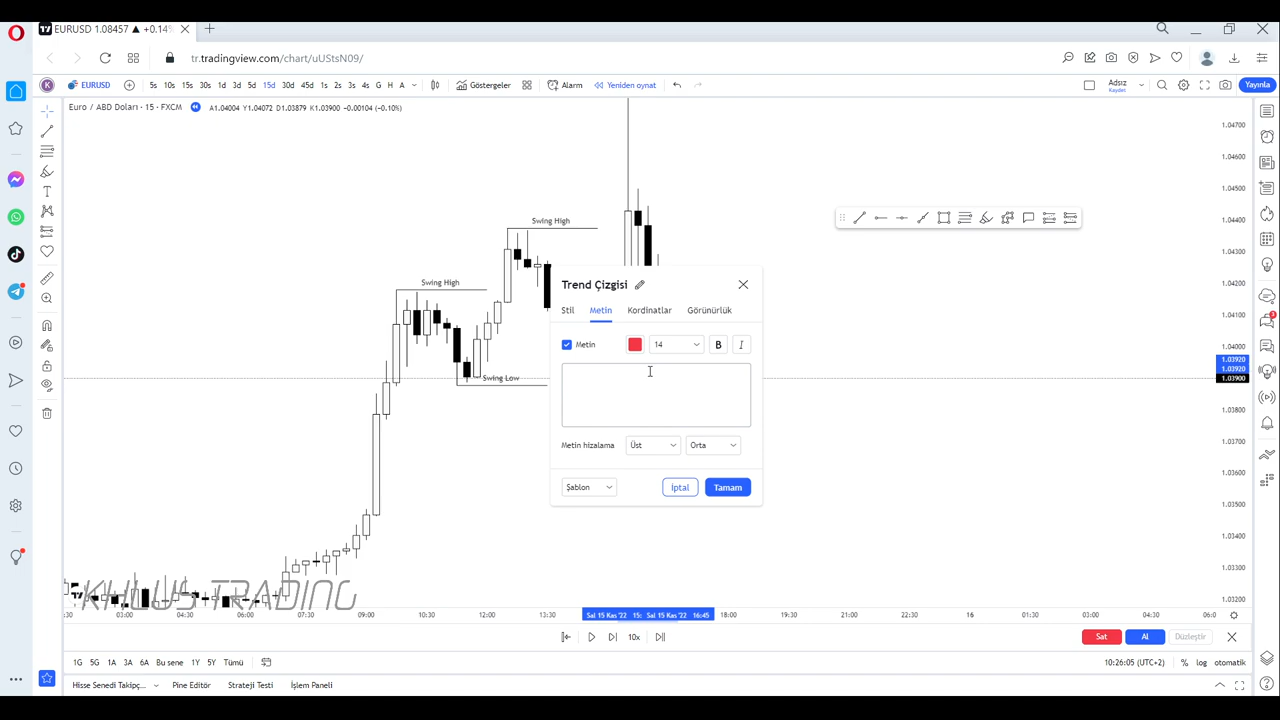 EURUSD 1.08457 ▲ +0.14%
tr.tradingview.com/chart/uUStsN09/
K
EURUSD
5s 10s 15s 30s 1d 3d 5d 15d 30d 45d 1s 2s 3s 4s G H A
Göstergeler
Alarm
Yeniden oynat
Adsız
Kaydet
Yayınla
Euro / ABD Doları · 15 · FXCM
A1.04004 Y1.04072 D1.03879 K1.03900 −0.00104 (−0.10%)
1.04700
1.04600
1.04500
1.04400
1.04300
1.04200
1.04100
1.04000
1.03920
1.03920
1.03900
1.03800
1.03700
1.03600
1.03500
1.03400
1.03300
1.03200
Swing High
Swing High
Swing Low
Trend Çizgisi
Stil Metin Kordinatlar Görünürlük
Metin
14
B I
Metin hizalama
Üst
Orta
Şablon
İptal
Tamam
KHLUS TRADING
:30 03:00 04:30 06:00 07:30 09:00 10:30 12:00 13:30 Sal 15 Kas '22 15: Sal 15 Kas '22 16:45 18:00 19:30 21:00 22:30 16 01:30 03:00 04:30 06:0
10x
Sat
Al
Düzleştir
1G 5G 1A 3A 6A Bu sene 1Y 5Y Tümü
10:26:05 (UTC+2)
% log otomatik
Hisse Senedi Takipç...
Pine Editör
Strateji Testi
İşlem Paneli